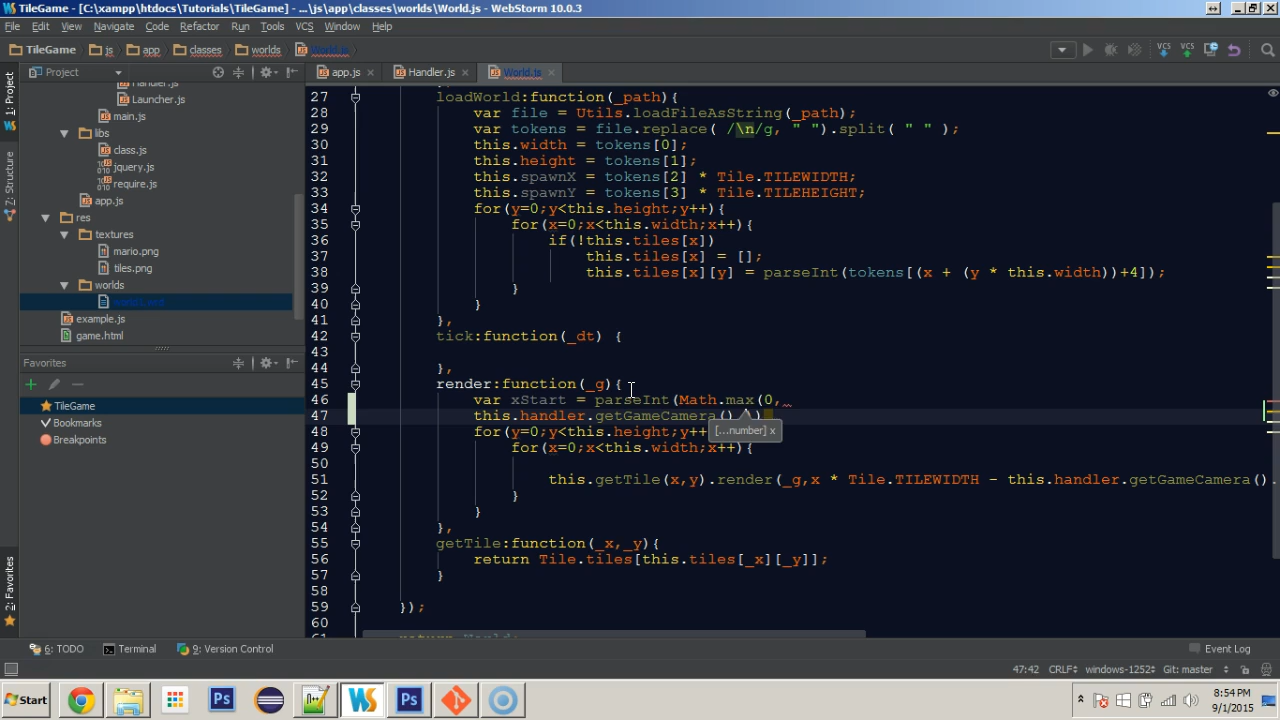 TileGame - [C:\xampp\htdocs\Tutorials\TileGame] - ...\js\app\classes\worlds\World.js] - WebStorm 10.0.3
File Edit View Navigate Code Refactor Run Tools VCS Window Help
TileGame js app classes worlds World.js
VCS VCS
Project
app.js Handler.js World.js
1: Project
Z: Structure
2: Favorites
Handler.js
Launcher.js
main.js
libs
class.js
jquery.js
require.js
app.js
res
textures
mario.png
tiles.png
worlds
world1.wrd
example.js
game.html
Favorites
TileGame
Bookmarks
Breakpoints
27 loadWorld:function(_path){
28 var file = Utils.loadFileAsString(_path);
29 var tokens = file.replace( /\n/g, " ").split( " " );
30 this.width = tokens[0];
31 this.height = tokens[1];
32 this.spawnX = tokens[2] * Tile.TILEWIDTH;
33 this.spawnY = tokens[3] * Tile.TILEHEIGHT;
34 for(y=0;y<this.height;y++){
35 for(x=0;x<this.width;x++){
36 if(!this.tiles[x])
37 this.tiles[x] = [];
38 this.tiles[x][y] = parseInt(tokens[(x + (y * this.width))+4]);
39 }
40 }
41 },
42 tick:function(_dt) {
43
44 },
45 render:function(_g){
46 var xStart = parseInt(Math.max(0,
47 this.handler.getGameCamera()
[...number] x
48 for(y=0;y<this.height;y++
49 for(x=0;x<this.width;x++){
50
51 this.getTile(x,y).render(_g,x * Tile.TILEWIDTH - this.handler.getGameCamera().
52 }
53 }
54 },
55 getTile:function(_x,_y){
56 return Tile.tiles[this.tiles[_x][_y]];
57 }
58
59 });
60
61 return World;
6: TODO Terminal 9: Version Control Event Log
47:42 CRLF windows-1252 Git: master
Start Ps Ps 8:54 PM
9/1/2015